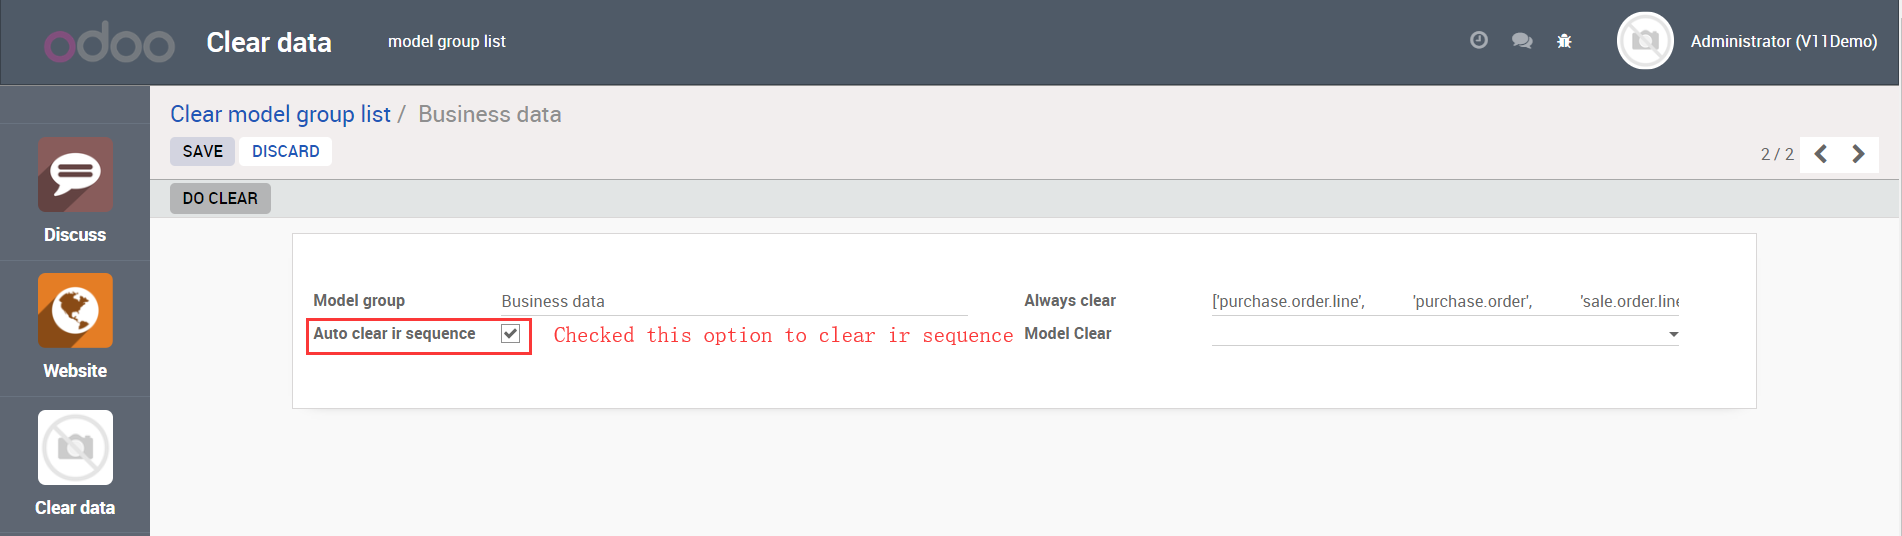 odoo Clear data model group list Administrator (V11Demo)
Clear model group list / Business data
SAVE DISCARD 2 / 2
DO CLEAR
Discuss
Website
Clear data
Model group Business data Always clear ['purchase.order.line', 'purchase.order', 'sale.order.line
Auto clear ir sequence Checked this option to clear ir sequence Model Clear